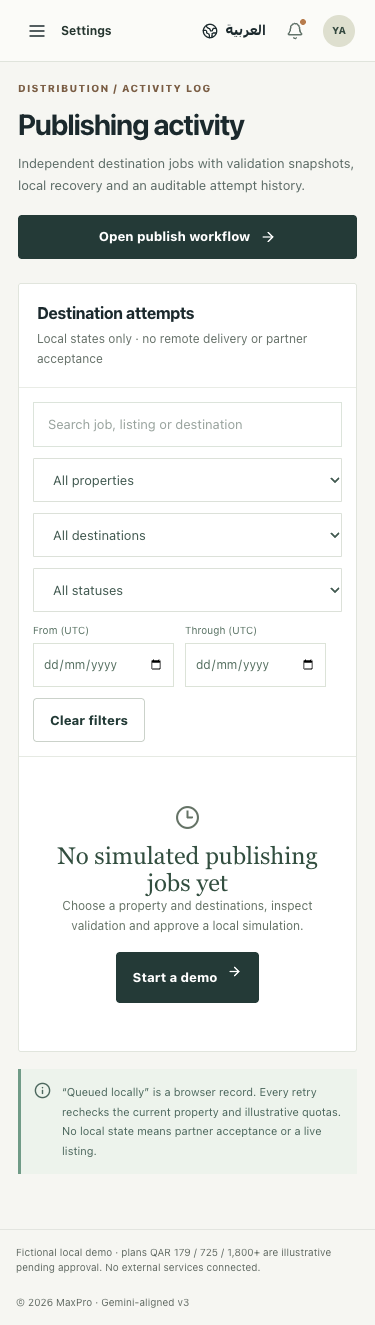 Settings
العربية
YA
DISTRIBUTION / ACTIVITY LOG
Publishing activity
Independent destination jobs with validation snapshots,
local recovery and an auditable attempt history.
Open publish workflow
Destination attempts
Local states only · no remote delivery or partner
acceptance
Search job, listing or destination
All properties
All destinations
All statuses
From (UTC)
Through (UTC)
dd/mm/yyyy
dd/mm/yyyy
Clear filters
No simulated publishing
jobs yet
Choose a property and destinations, inspect
validation and approve a local simulation.
Start a demo
“Queued locally” is a browser record. Every retry
rechecks the current property and illustrative quotas.
No local state means partner acceptance or a live
listing.
Fictional local demo · plans QAR 179 / 725 / 1,800+ are illustrative
pending approval. No external services connected.
© 2026 MaxPro · Gemini-aligned v3